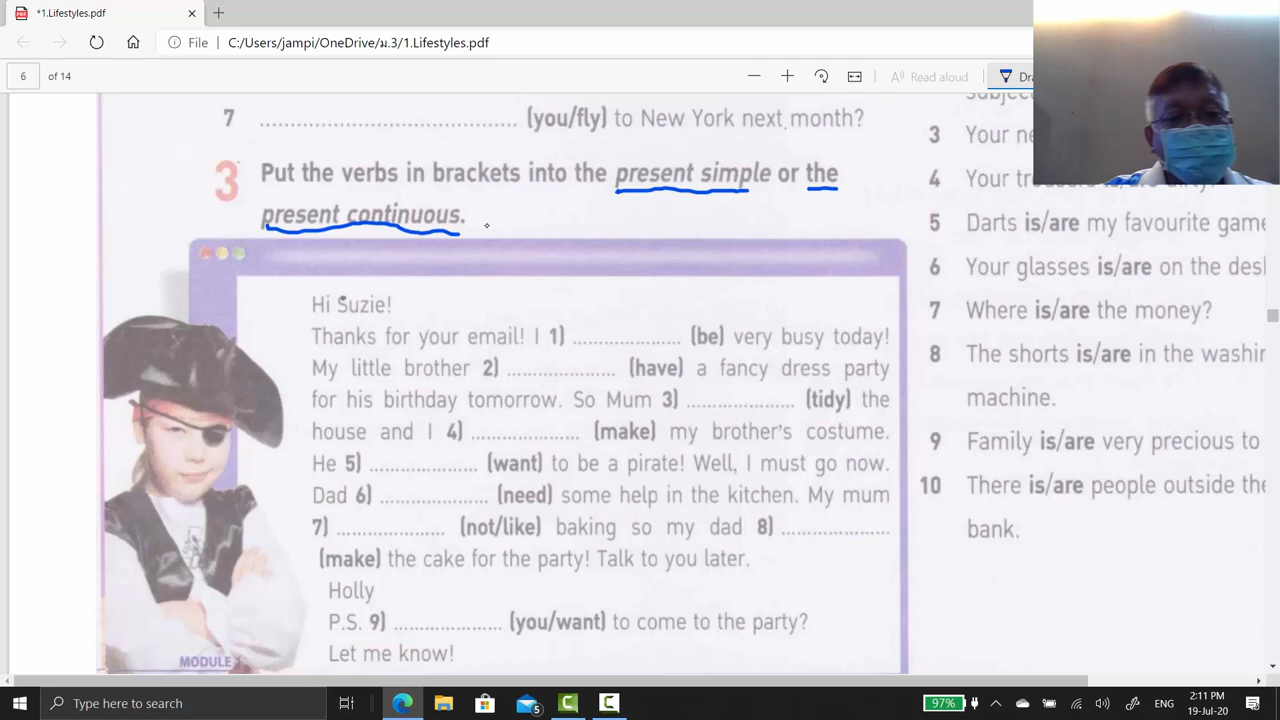 *1.Lifestyles.pdf
File C:/Users/jampi/OneDrive/ม.3/1.Lifestyles.pdf
6 of 14
Read aloud
7 ................................... (you/fly) to New York next month?
3 Put the verbs in brackets into the present simple or the
present continuous.
Hi Suzie!
Thanks for your email! I 1) .................... (be) very busy today!
My little brother 2) .................... (have) a fancy dress party
for his birthday tomorrow. So Mum 3) .................... (tidy) the
house and I 4) .................... (make) my brother's costume.
He 5) .................... (want) to be a pirate! Well, I must go now.
Dad 6) .................... (need) some help in the kitchen. My mum
7) .................... (not/like) baking so my dad 8) ....................
(make) the cake for the party! Talk to you later.
Holly
P.S. 9) .................... (you/want) to come to the party?
Let me know!
MODULE 1
3 Your
4 Your
5 Darts is/are my favourite game
6 Your glasses is/are on the desk
7 Where is/are the money?
8 The shorts is/are in the washin
machine.
9 Family is/are very precious to
10 There is/are people outside the
bank.
Type here to search
5
97%
ENG
2:11 PM
19-Jul-20